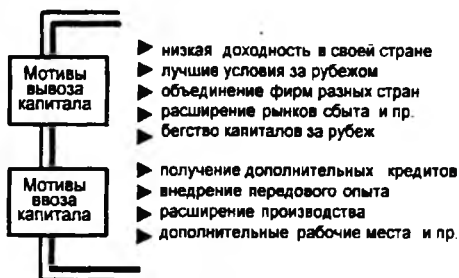 Мотивы
вывоза
капитала
низкая доходность в своей стране
лучшие условия за рубежом
объединение фирм разных стран
расширение рынков сбыта и пр.
бегство капиталов за рубеж
Мотивы
ввоза
капитала
получение дополнительных кредитов
внедрение передового опыта
расширение производства
дополнительные рабочие места и пр.